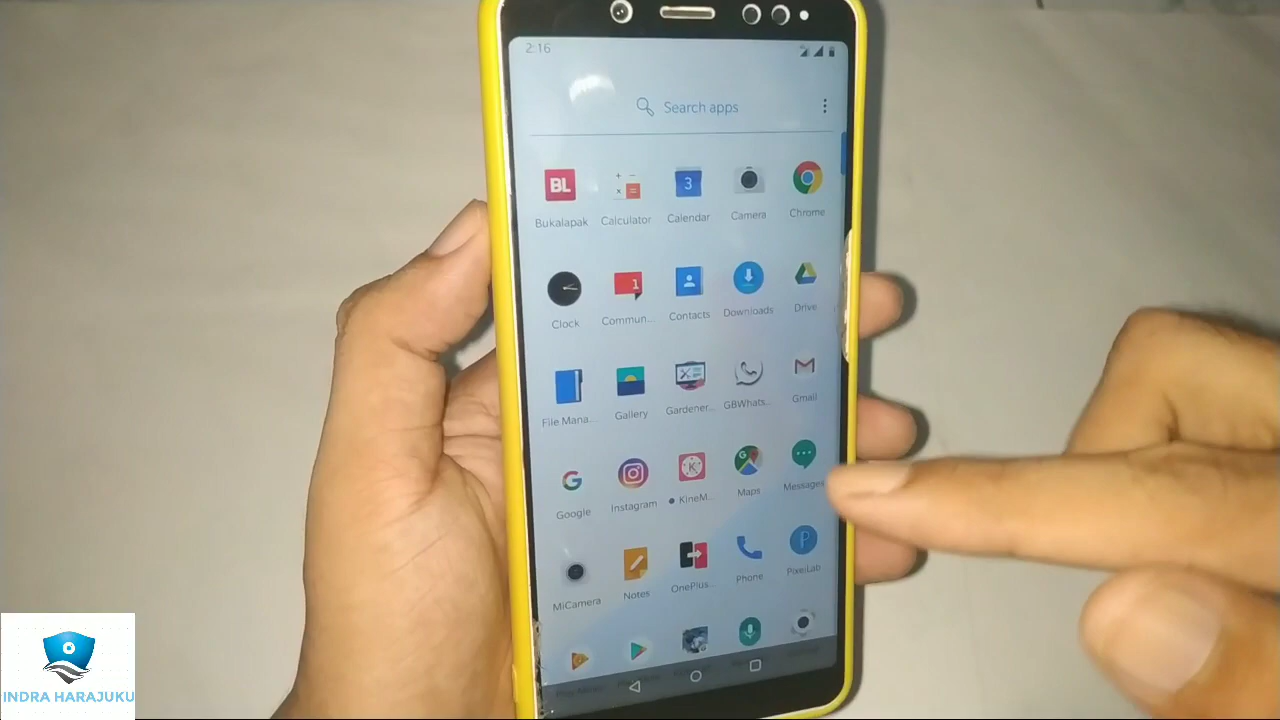 2:16
Search apps
BL
3
Bukalapak Calculator Calendar Camera Chrome
1
Clock Commun... Contacts Downloads Drive
File Mana... Gallery Gardener... GBWhats... Gmail
G K G
Google Instagram KineM... Maps Messages
P
MiCamera Notes OnePlus... Phone PixelLab
INDRA HARAJUKU